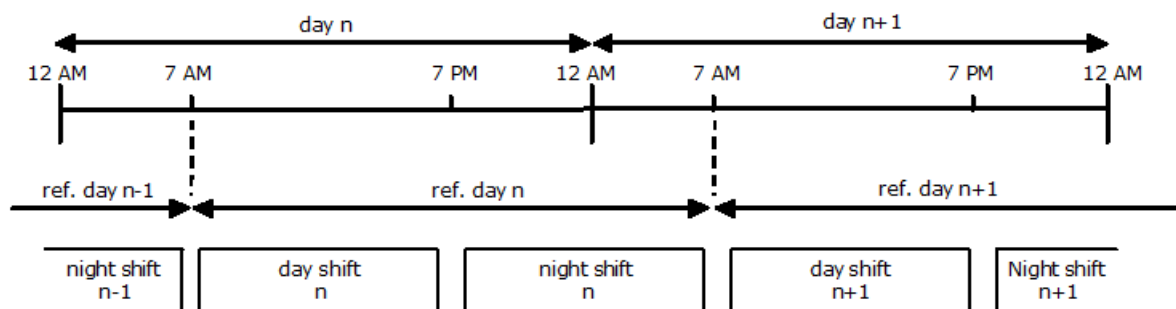 day n
day n+1
12 AM
7 AM
7 PM
12 AM
7 AM
7 PM
12 AM
ref. day n-1
ref. day n
ref. day n+1
night shift
n-1
day shift
n
night shift
n
day shift
n+1
Night shift
n+1